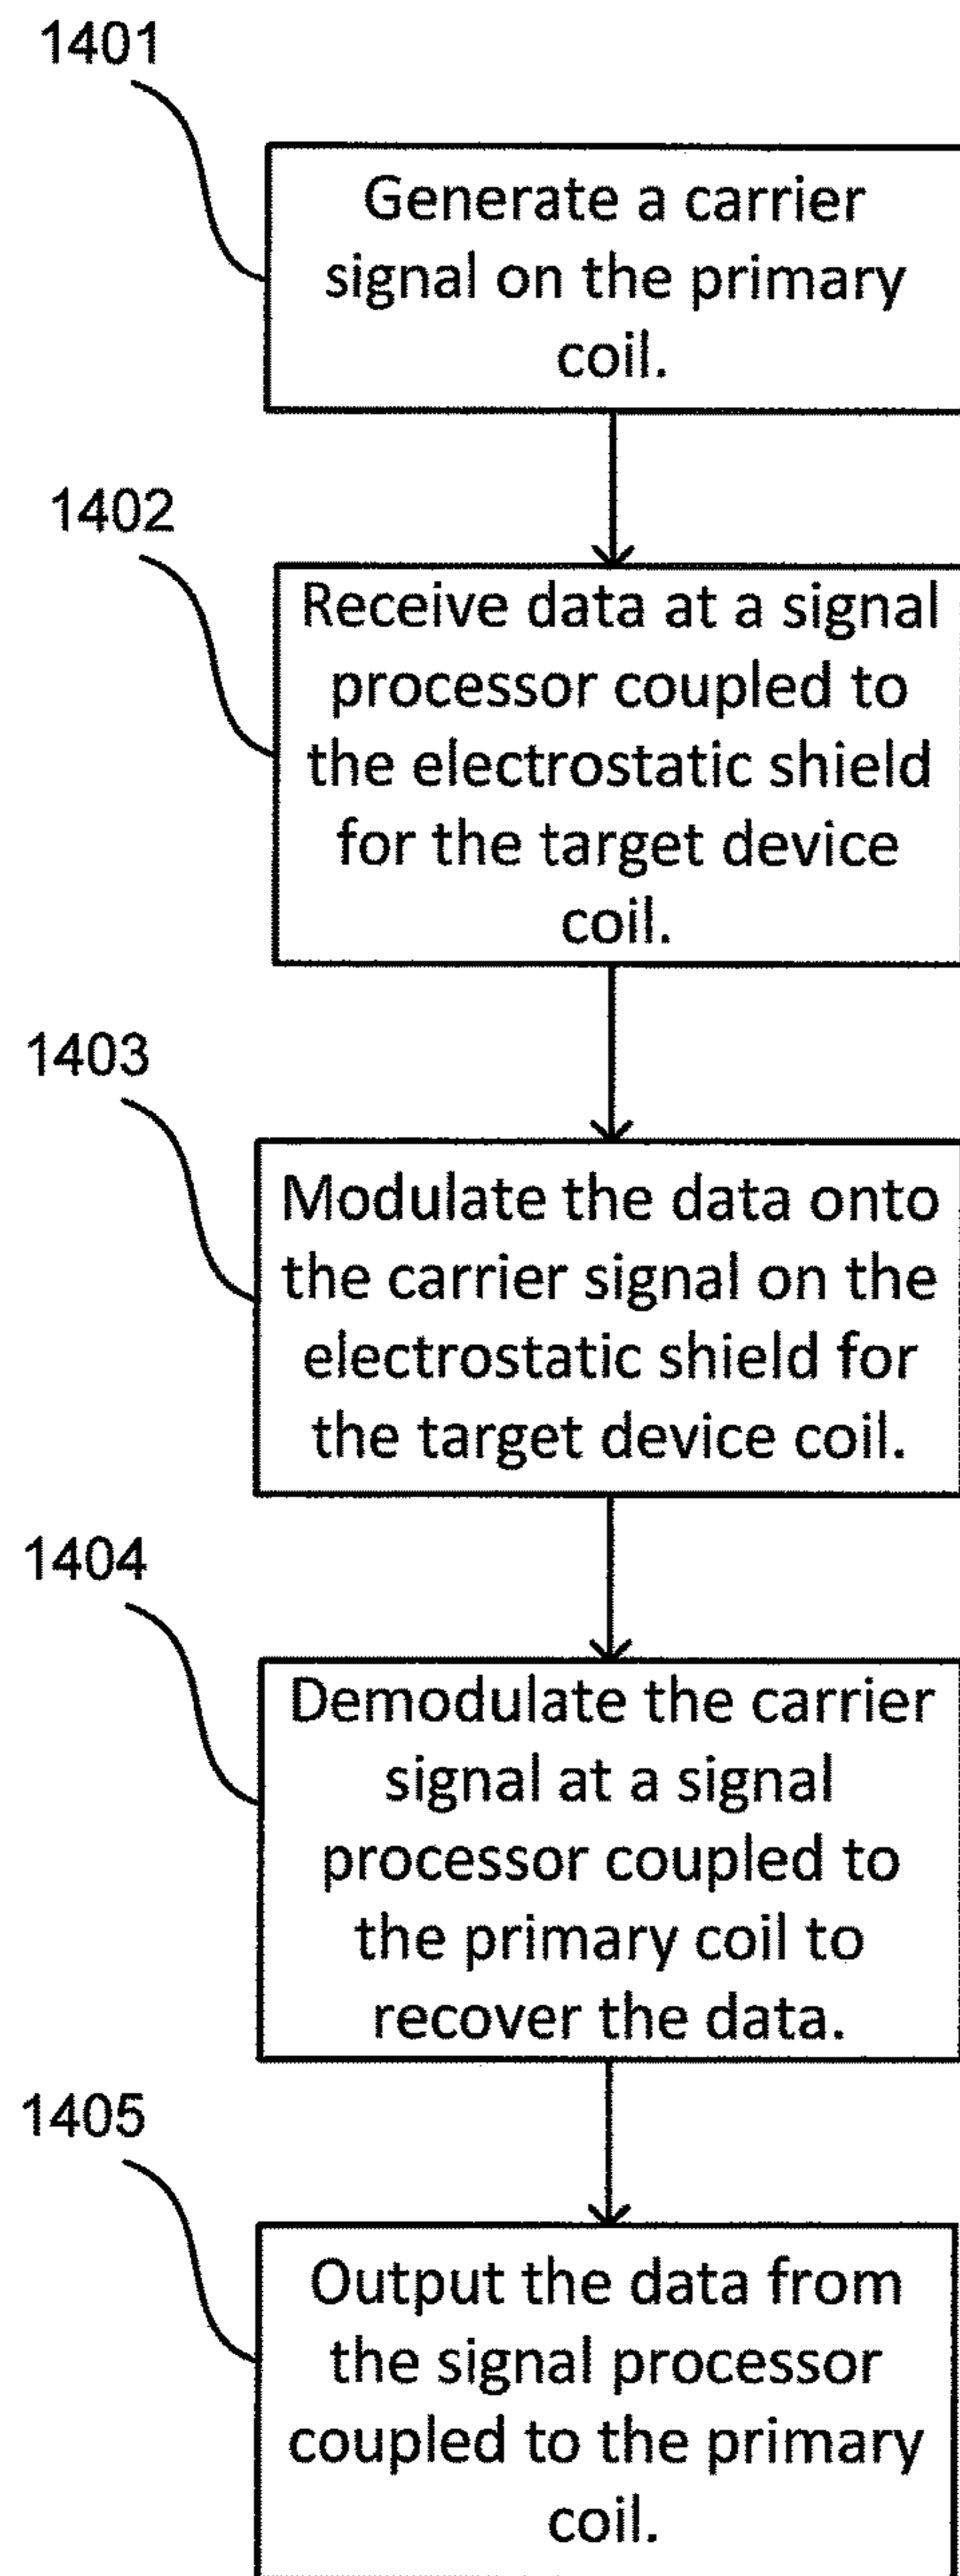 1401
Generate a carrier
signal on the primary
coil.
1402
Receive data at a signal
processor coupled to
the electrostatic shield
for the target device
coil.
1403
Modulate the data onto
the carrier signal on the
electrostatic shield for
the target device coil.
1404
Demodulate the carrier
signal at a signal
processor coupled to
the primary coil to
recover the data.
1405
Output the data from
the signal processor
coupled to the primary
coil.